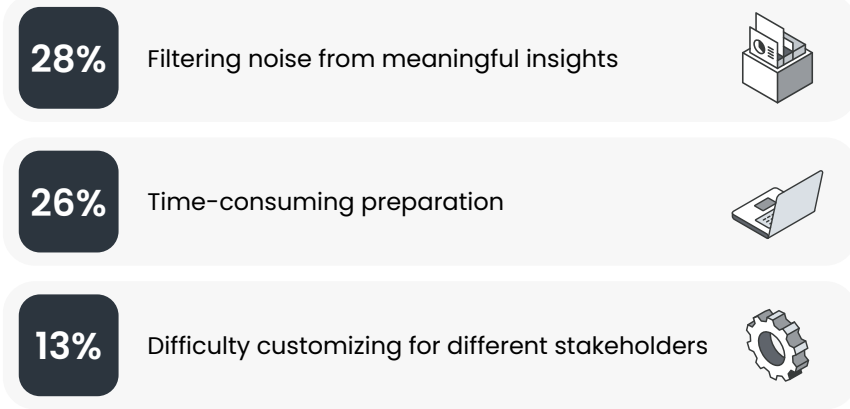 28%
Filtering noise from meaningful insights
26%
Time-consuming preparation
13%
Difficulty customizing for different stakeholders